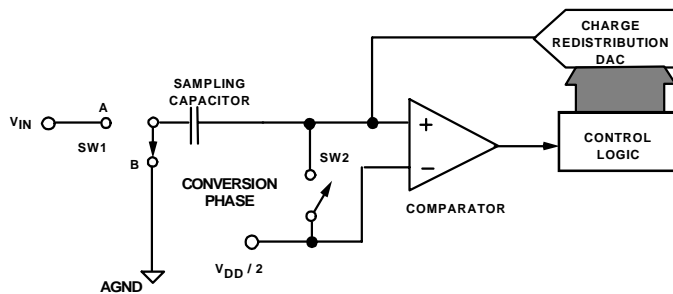 CHARGE
REDISTRIBUTION
DAC
SAMPLING
CAPACITOR
VIN
A
SW1
B
+
−
SW2
CONTROL
LOGIC
CONVERSION
PHASE
COMPARATOR
VDD / 2
AGND